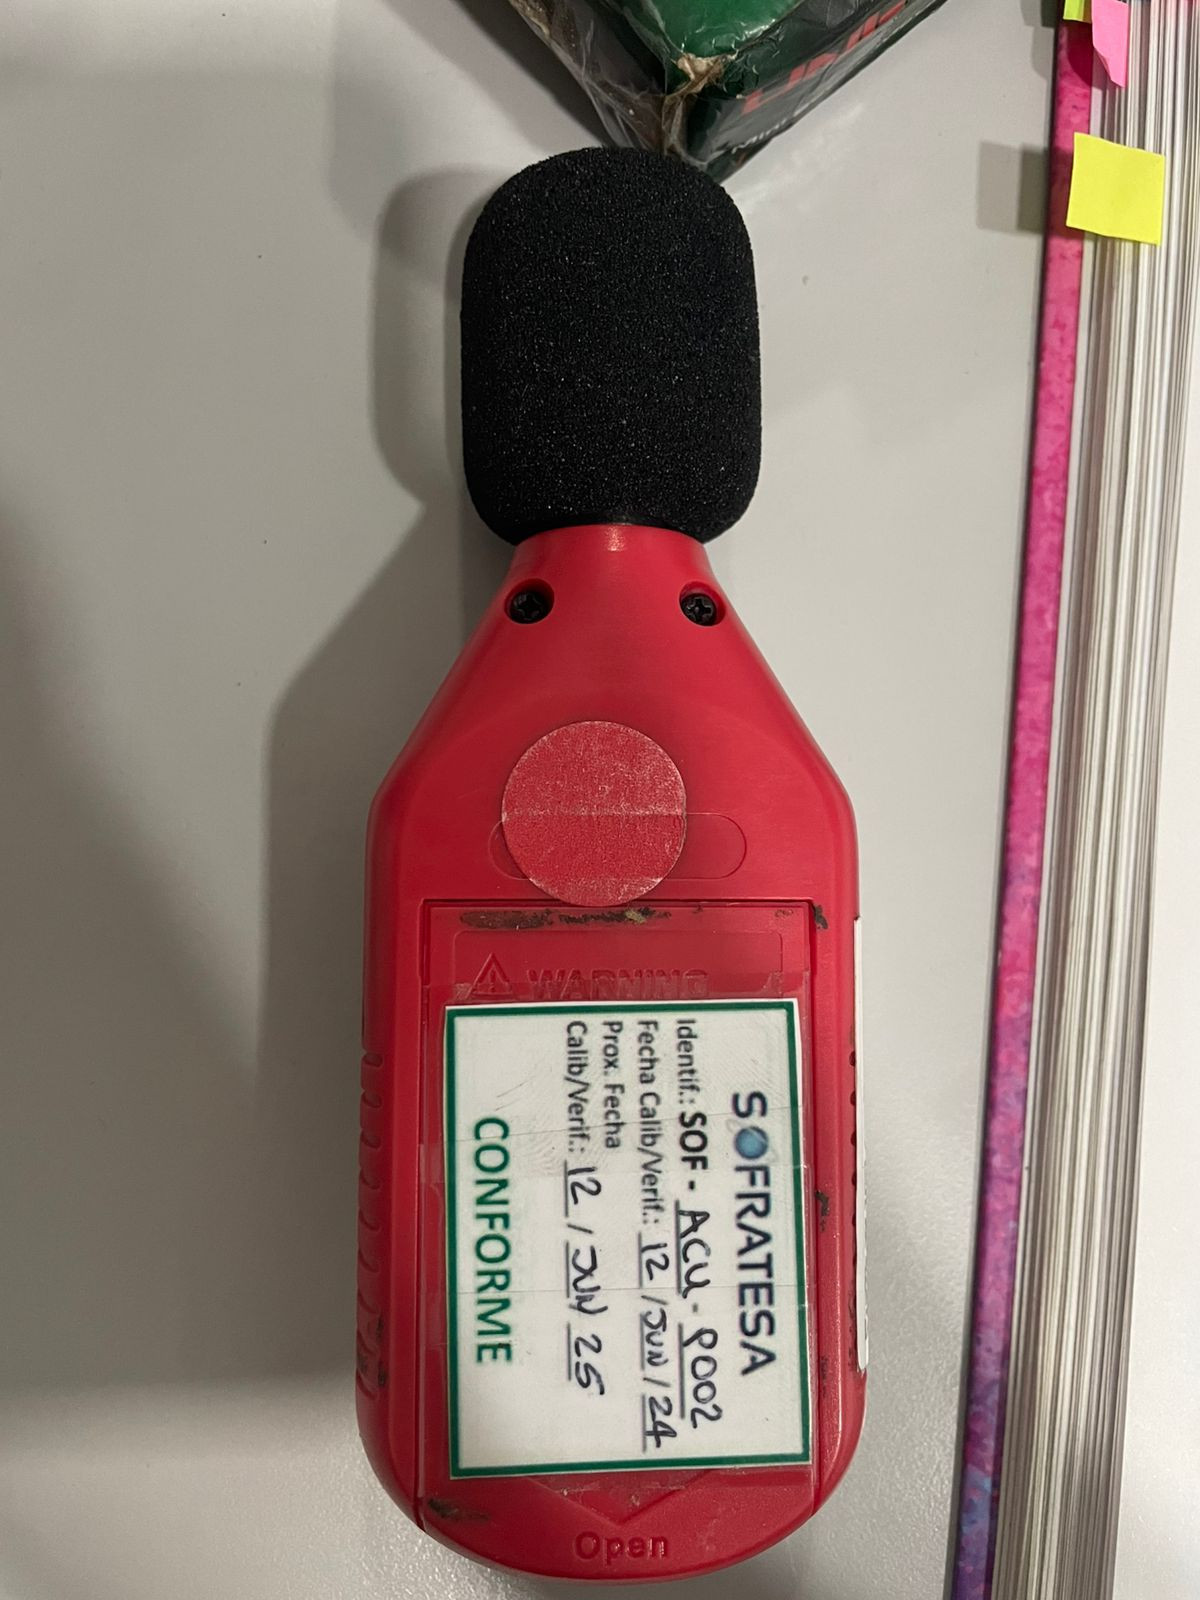 WARNING
SOFRATESA
Identif.: SOF - ACU - P002
Fecha Calib/Verif.: 12 / JUN / 24
Prox. Fecha
Calib/Verif.: 12 / JUN 25
CONFORME
Open